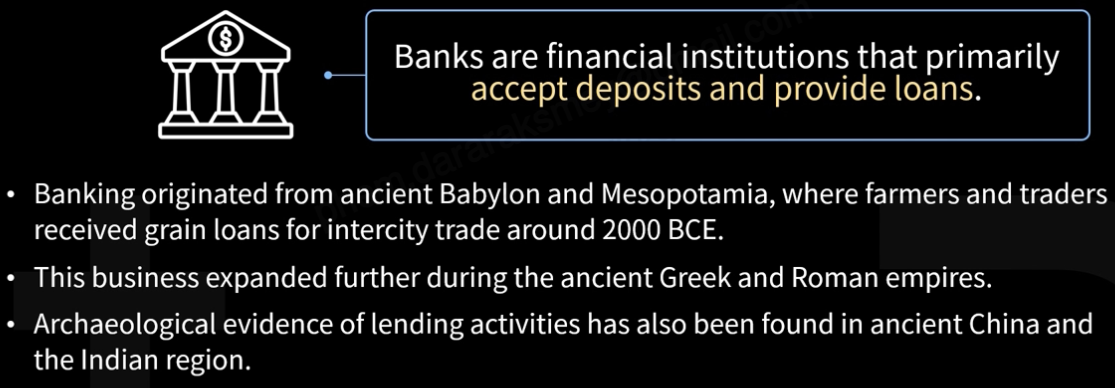 $
Banks are financial institutions that primarily
accept deposits and provide loans.
• Banking originated from ancient Babylon and Mesopotamia, where farmers and traders
received grain loans for intercity trade around 2000 BCE.
• This business expanded further during the ancient Greek and Roman empires.
• Archaeological evidence of lending activities has also been found in ancient China and
the Indian region.